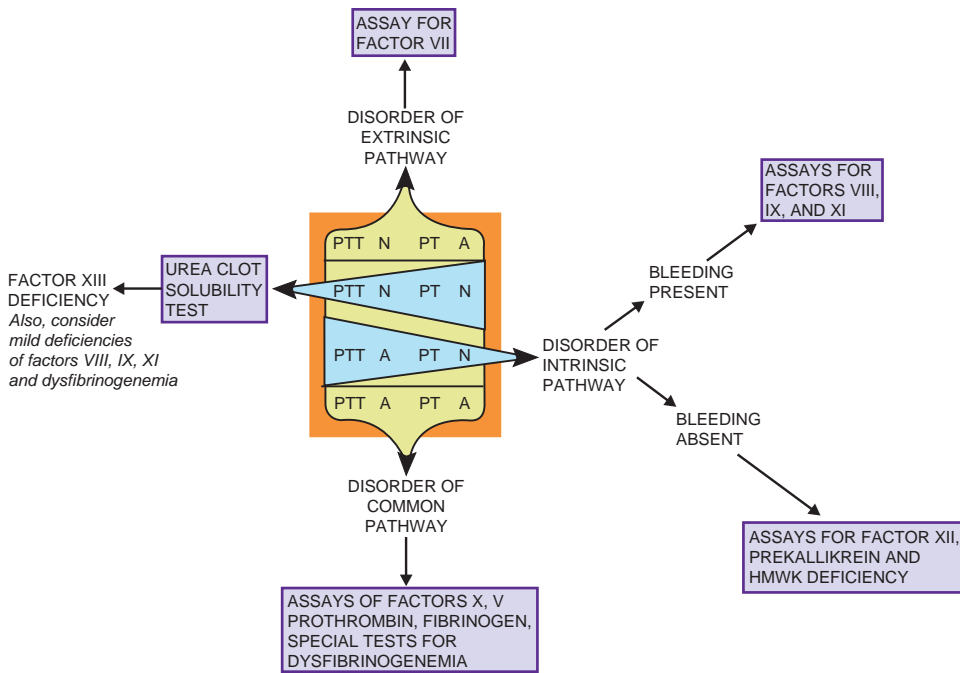 ASSAY FOR
FACTOR VII
DISORDER OF
EXTRINSIC
PATHWAY
PTT N PT A
PTT N PT N
PTT A PT N
PTT A PT A
UREA CLOT
SOLUBILITY
TEST
FACTOR XIII
DEFICIENCY
Also, consider
mild deficiencies
of factors VIII, IX, XI
and dysfibrinogenemia
DISORDER OF
INTRINSIC
PATHWAY
BLEEDING
PRESENT
ASSAYS FOR
FACTORS VIII,
IX, AND XI
BLEEDING
ABSENT
ASSAYS FOR FACTOR XII,
PREKALLIKREIN AND
HMWK DEFICIENCY
DISORDER OF
COMMON
PATHWAY
ASSAYS OF FACTORS X, V
PROTHROMBIN, FIBRINOGEN,
SPECIAL TESTS FOR
DYSFIBRINOGENEMIA